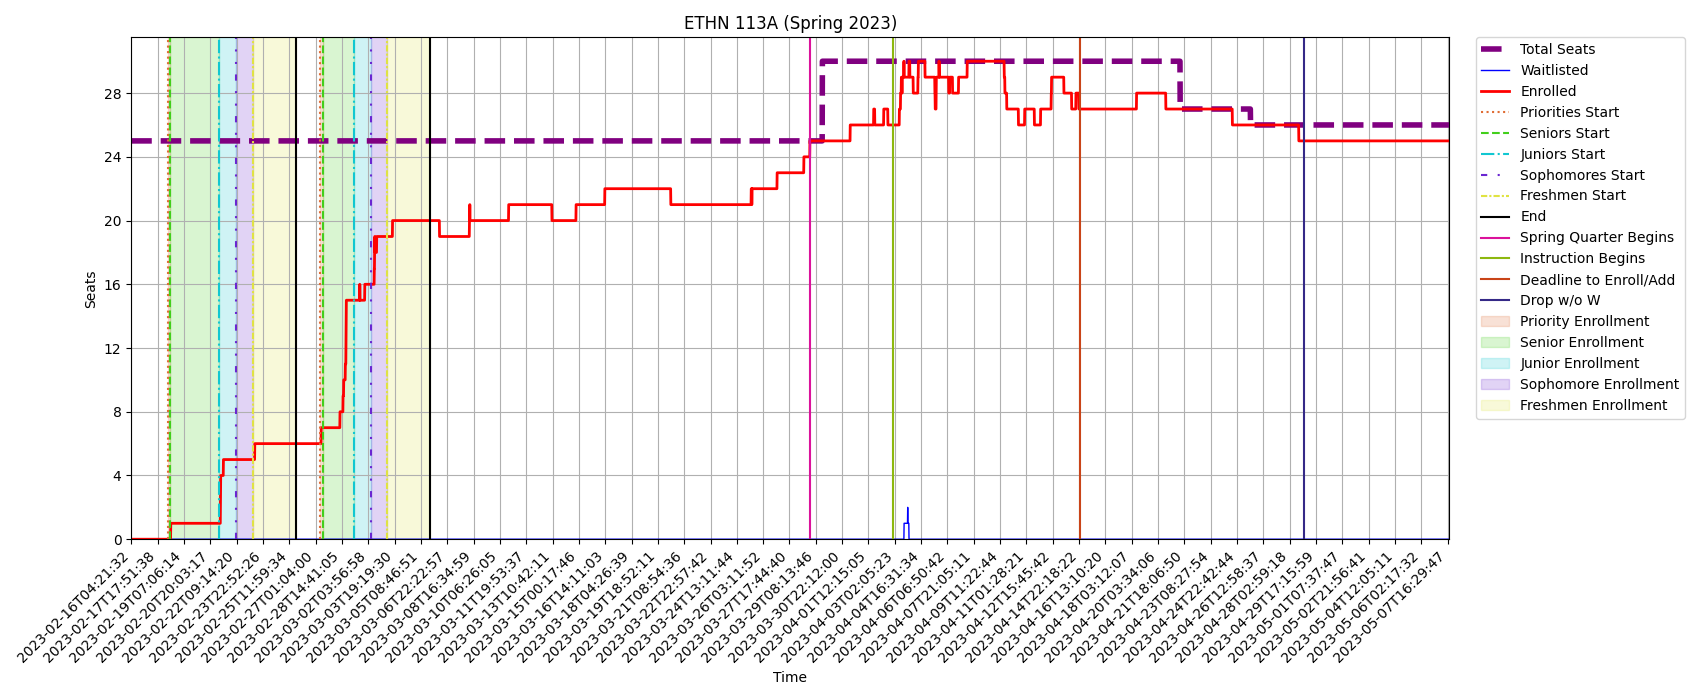 ETHN 113A (Spring 2023)
Seats
28
24
20
16
12
8
4
0
2023-02-16T04:21:32
2023-02-17T17:51:38
2023-02-19T07:06:14
2023-02-20T20:03:17
2023-02-22T09:14:20
2023-02-23T22:52:26
2023-02-25T11:59:34
2023-02-27T01:04:00
2023-02-28T14:41:05
2023-03-02T03:56:58
2023-03-03T19:19:30
2023-03-05T08:46:51
2023-03-06T22:22:57
2023-03-08T16:34:59
2023-03-10T06:26:05
2023-03-11T19:53:37
2023-03-13T10:42:11
2023-03-15T00:17:46
2023-03-16T14:11:03
2023-03-18T04:26:39
2023-03-19T18:52:11
2023-03-21T08:54:36
2023-03-22T22:57:42
2023-03-24T13:11:44
2023-03-26T03:11:52
2023-03-27T17:44:40
2023-03-29T08:13:46
2023-03-30T22:12:00
2023-04-01T12:15:05
2023-04-03T02:05:23
2023-04-04T16:31:34
2023-04-06T06:50:42
2023-04-07T21:05:11
2023-04-09T11:22:44
2023-04-11T01:28:21
2023-04-12T15:45:42
2023-04-14T22:18:22
2023-04-16T13:10:20
2023-04-18T03:12:07
2023-04-20T03:34:06
2023-04-21T18:06:50
2023-04-23T08:27:54
2023-04-24T22:42:44
2023-04-26T12:58:37
2023-04-28T02:59:18
2023-04-29T17:15:59
2023-05-01T07:37:47
2023-05-02T21:56:41
2023-05-04T12:05:11
2023-05-06T02:17:32
2023-05-07T16:29:47
Time
Total Seats
Waitlisted
Enrolled
Priorities Start
Seniors Start
Juniors Start
Sophomores Start
Freshmen Start
End
Spring Quarter Begins
Instruction Begins
Deadline to Enroll/Add
Drop w/o W
Priority Enrollment
Senior Enrollment
Junior Enrollment
Sophomore Enrollment
Freshmen Enrollment